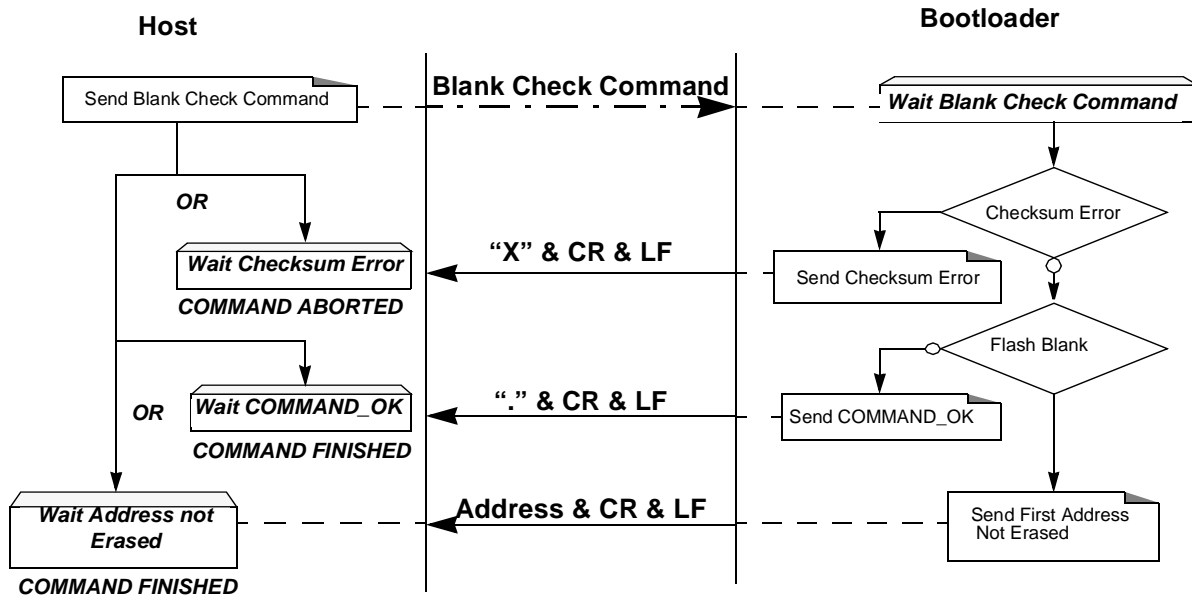 Host
Bootloader
Send Blank Check Command
Blank Check Command
Wait Blank Check Command
OR
Checksum Error
Wait Checksum Error
“X” & CR & LF
Send Checksum Error
COMMAND ABORTED
Flash Blank
OR
Wait COMMAND_OK
“.” & CR & LF
Send COMMAND_OK
COMMAND FINISHED
Wait Address not
Erased
Address & CR & LF
Send First Address
Not Erased
COMMAND FINISHED